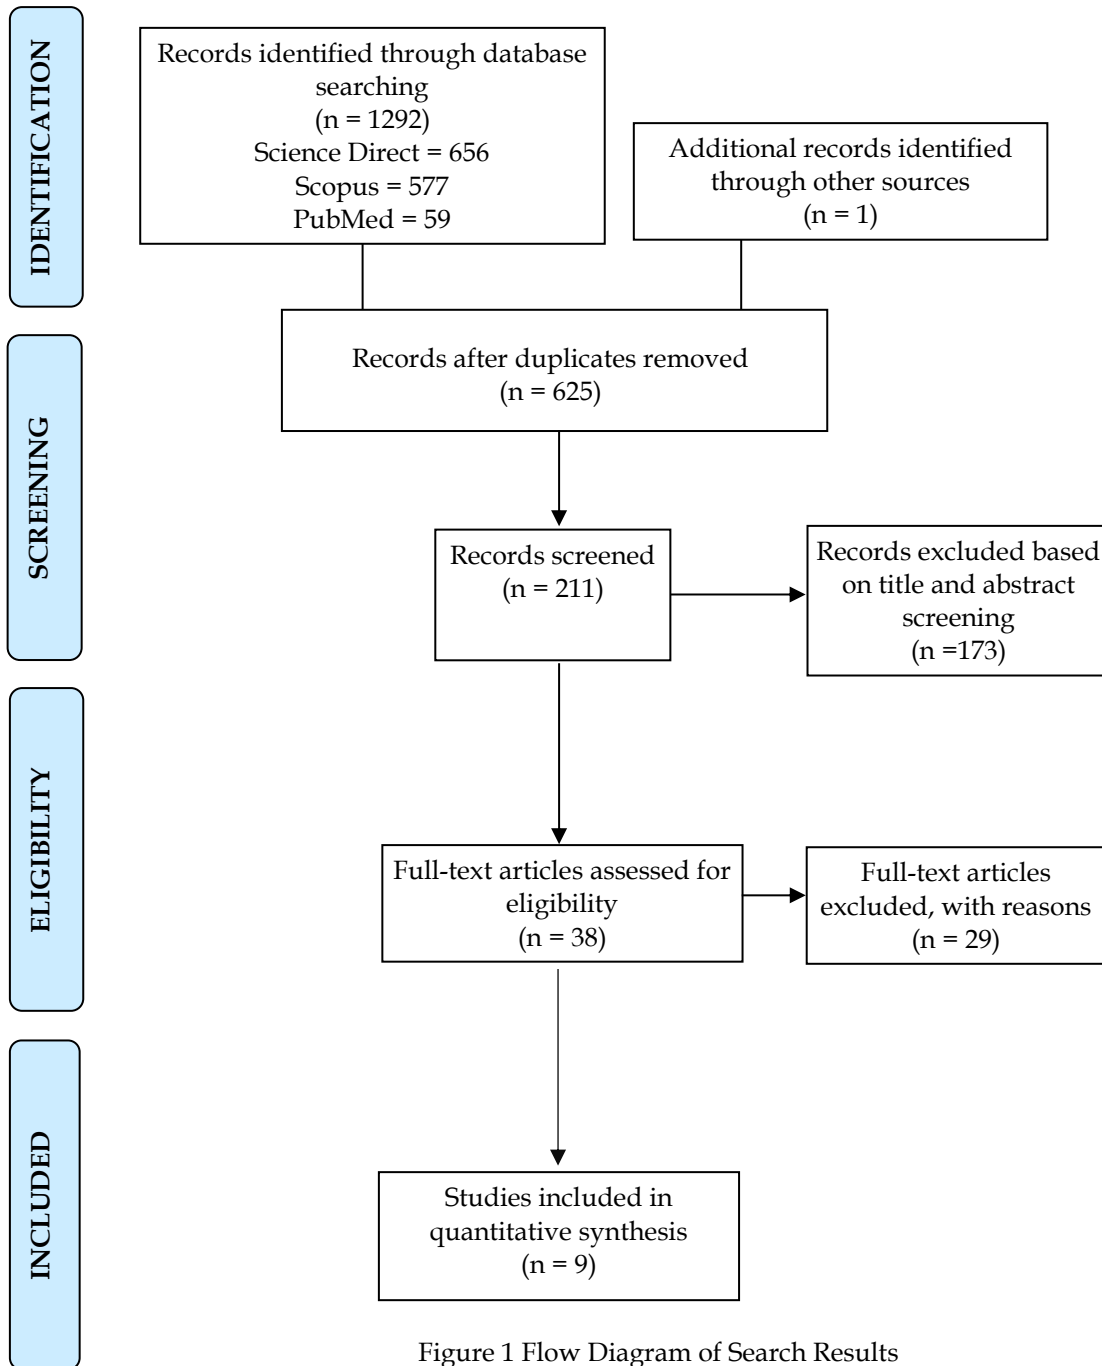 IDENTIFICATION
Records identified through database
searching
(n = 1292)
Science Direct = 656
Scopus = 577
PubMed = 59
Additional records identified
through other sources
(n = 1)
Records after duplicates removed
(n = 625)
SCREENING
Records screened
(n = 211)
Records excluded based
on title and abstract
screening
(n =173)
ELIGIBILITY
Full-text articles assessed for
eligibility
(n = 38)
Full-text articles
excluded, with reasons
(n = 29)
INCLUDED
Studies included in
quantitative synthesis
(n = 9)
Figure 1 Flow Diagram of Search Results